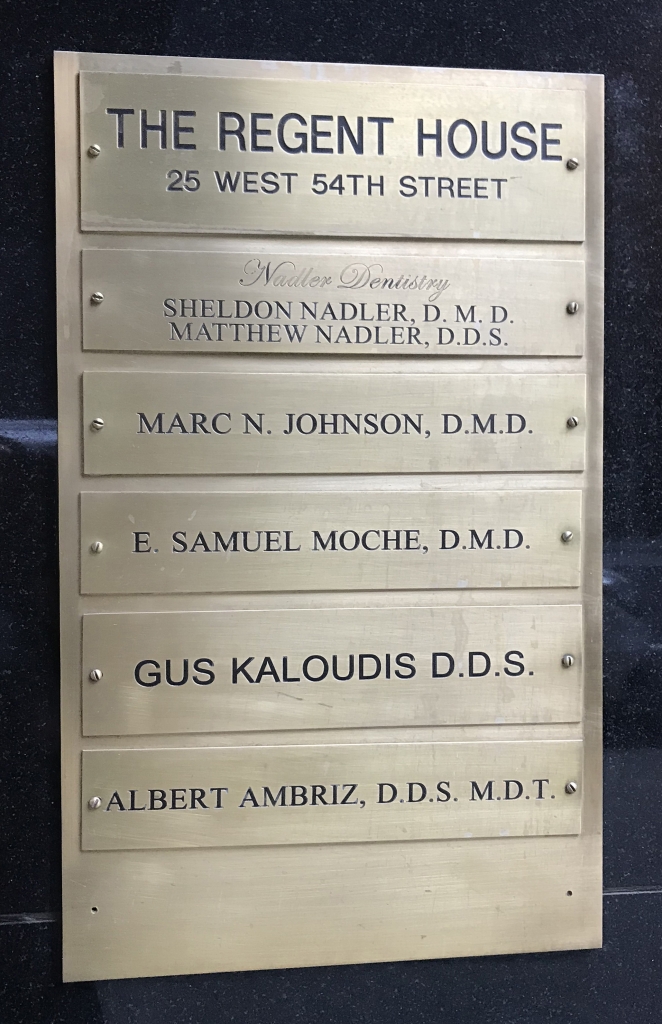 THE REGENT HOUSE
25 WEST 54TH STREET
Nadler Dentistry
SHELDON NADLER, D. M. D.
MATTHEW NADLER, D.D.S.
MARC N. JOHNSON, D.M.D.
E. SAMUEL MOCHE, D.M.D.
GUS KALOUDIS D.D.S.
ALBERT AMBRIZ, D.D.S. M.D.T.